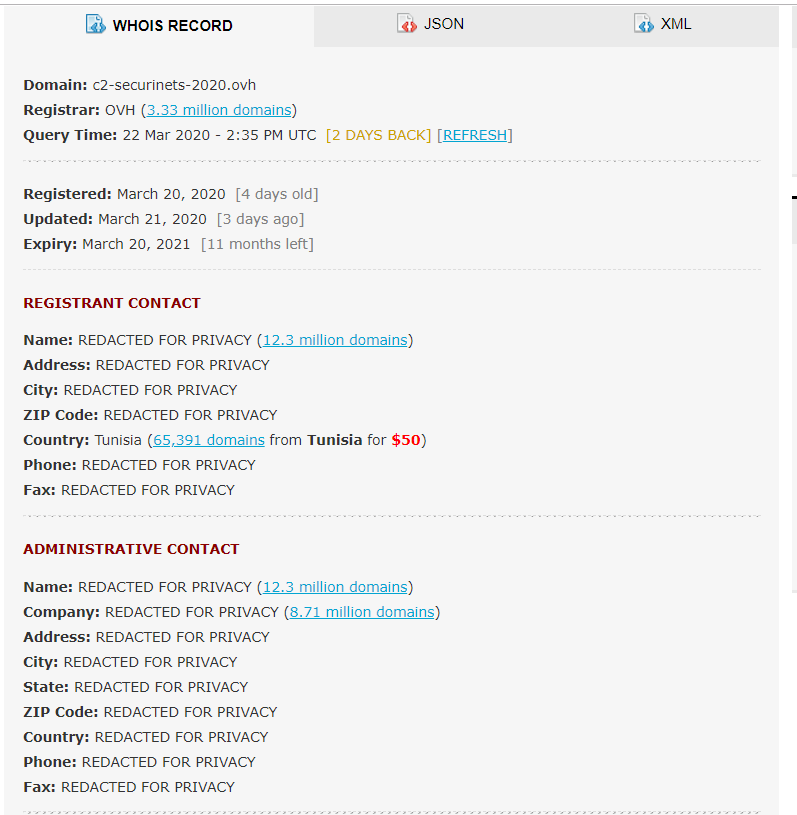 WHOIS RECORD
JSON
XML
Domain: c2-securinets-2020.ovh
Registrar: OVH (3.33 million domains)
Query Time: 22 Mar 2020 - 2:35 PM UTC [2 DAYS BACK] [REFRESH]
Registered: March 20, 2020 [4 days old]
Updated: March 21, 2020 [3 days ago]
Expiry: March 20, 2021 [11 months left]
REGISTRANT CONTACT
Name: REDACTED FOR PRIVACY (12.3 million domains)
Address: REDACTED FOR PRIVACY
City: REDACTED FOR PRIVACY
ZIP Code: REDACTED FOR PRIVACY
Country: Tunisia (65,391 domains from Tunisia for $50)
Phone: REDACTED FOR PRIVACY
Fax: REDACTED FOR PRIVACY
ADMINISTRATIVE CONTACT
Name: REDACTED FOR PRIVACY (12.3 million domains)
Company: REDACTED FOR PRIVACY (8.71 million domains)
Address: REDACTED FOR PRIVACY
City: REDACTED FOR PRIVACY
State: REDACTED FOR PRIVACY
ZIP Code: REDACTED FOR PRIVACY
Country: REDACTED FOR PRIVACY
Phone: REDACTED FOR PRIVACY
Fax: REDACTED FOR PRIVACY